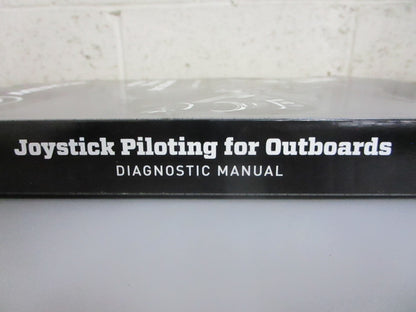 Joystick Piloting for Outboards
DIAGNOSTIC MANUAL